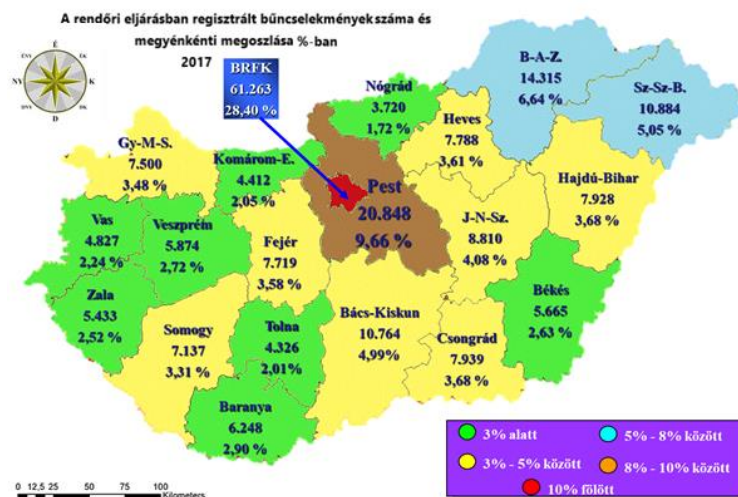 A rendőri eljárásban regisztrált bűncselekmények száma és
megyénkénti megoszlása %-ban
2017
BRFK
61.263
28,40 %
É
ÉNY
ÉK
NY
K
DNY
DK
D
Nógrád
3.720
1,72 %
B-A-Z.
14.315
6,64 %
Sz-Sz-B.
10.884
5,05 %
Heves
7.788
3,61 %
Gy-M-S.
7.500
3,48 %
Komárom-E.
4.412
2,05 %
Pest
20.848
9,66 %
Hajdú-Bihar
7.928
3,68 %
Vas
4.827
2,24 %
Veszprém
5.874
2,72 %
Fejér
7.719
3,58 %
J-N-Sz.
8.810
4,08 %
Zala
5.433
2,52 %
Békés
5.665
2,63 %
Somogy
7.137
3,31 %
Tolna
4.326
2,01%
Bács-Kiskun
10.764
4,99%
Csongrád
7.939
3,68 %
Baranya
6.248
2,90 %
3% alatt
5% - 8% között
3% - 5% között
8% - 10% között
10% fölött
0 12,5 25 50 75 100
Kilometers